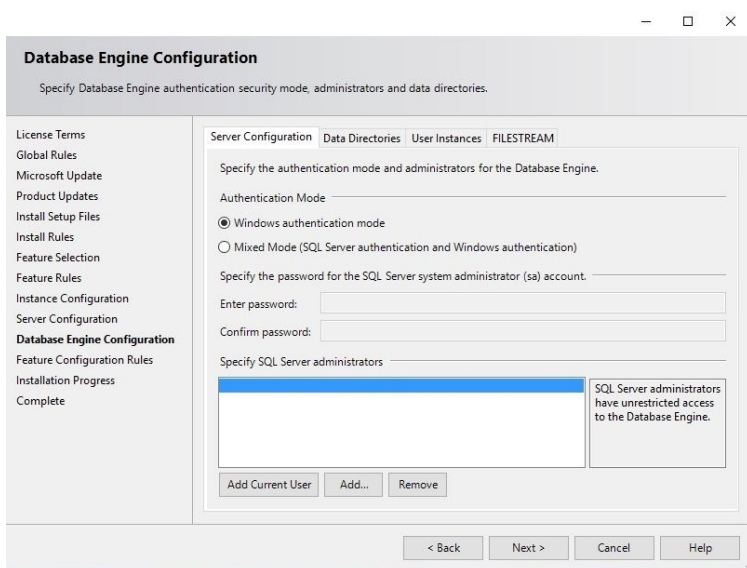 Database Engine Configuration
Specify Database Engine authentication security mode, administrators and data directories.
License Terms
Global Rules
Microsoft Update
Product Updates
Install Setup Files
Install Rules
Feature Selection
Feature Rules
Instance Configuration
Server Configuration
Database Engine Configuration
Feature Configuration Rules
Installation Progress
Complete
Server Configuration Data Directories User Instances FILESTREAM
Specify the authentication mode and administrators for the Database Engine.
Authentication Mode
Windows authentication mode
Mixed Mode (SQL Server authentication and Windows authentication)
Specify the password for the SQL Server system administrator (sa) account.
Enter password:
Confirm password:
Specify SQL Server administrators
SQL Server administrators
have unrestricted access
to the Database Engine.
Add Current User Add... Remove
< Back Next > Cancel Help